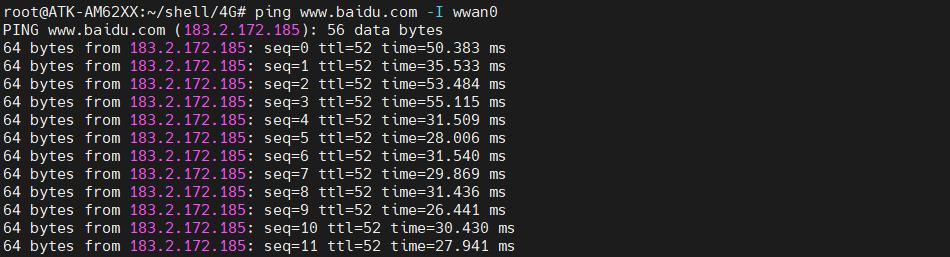 root@ATK-AM62XX:~/shell/4G# ping www.baidu.com -I wwan0
PING www.baidu.com (183.2.172.185): 56 data bytes
64 bytes from 183.2.172.185: seq=0 ttl=52 time=50.383 ms
64 bytes from 183.2.172.185: seq=1 ttl=52 time=35.533 ms
64 bytes from 183.2.172.185: seq=2 ttl=52 time=53.484 ms
64 bytes from 183.2.172.185: seq=3 ttl=52 time=55.115 ms
64 bytes from 183.2.172.185: seq=4 ttl=52 time=31.509 ms
64 bytes from 183.2.172.185: seq=5 ttl=52 time=28.006 ms
64 bytes from 183.2.172.185: seq=6 ttl=52 time=31.540 ms
64 bytes from 183.2.172.185: seq=7 ttl=52 time=29.869 ms
64 bytes from 183.2.172.185: seq=8 ttl=52 time=31.436 ms
64 bytes from 183.2.172.185: seq=9 ttl=52 time=26.441 ms
64 bytes from 183.2.172.185: seq=10 ttl=52 time=30.430 ms
64 bytes from 183.2.172.185: seq=11 ttl=52 time=27.941 ms